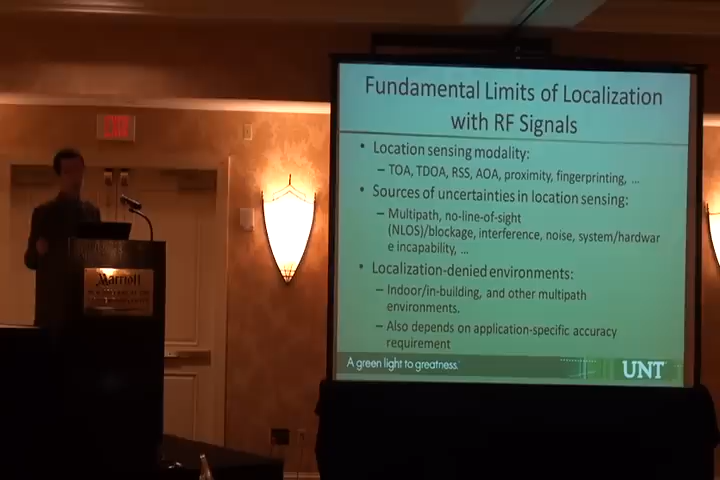 Fundamental Limits of Localization
with RF Signals
• Location sensing modality:
– TOA, TDOA, RSS, AOA, proximity, fingerprinting, ...
• Sources of uncertainties in location sensing:
– Multipath, no-line-of-sight
(NLOS)/blockage, interference, noise, system/hardwar
e incapability, ...
• Localization-denied environments:
– Indoor/in-building, and other multipath
environments.
– Also depends on application-specific accuracy
requirement
A green light to greatness.
UNT
EXIT
Marriott